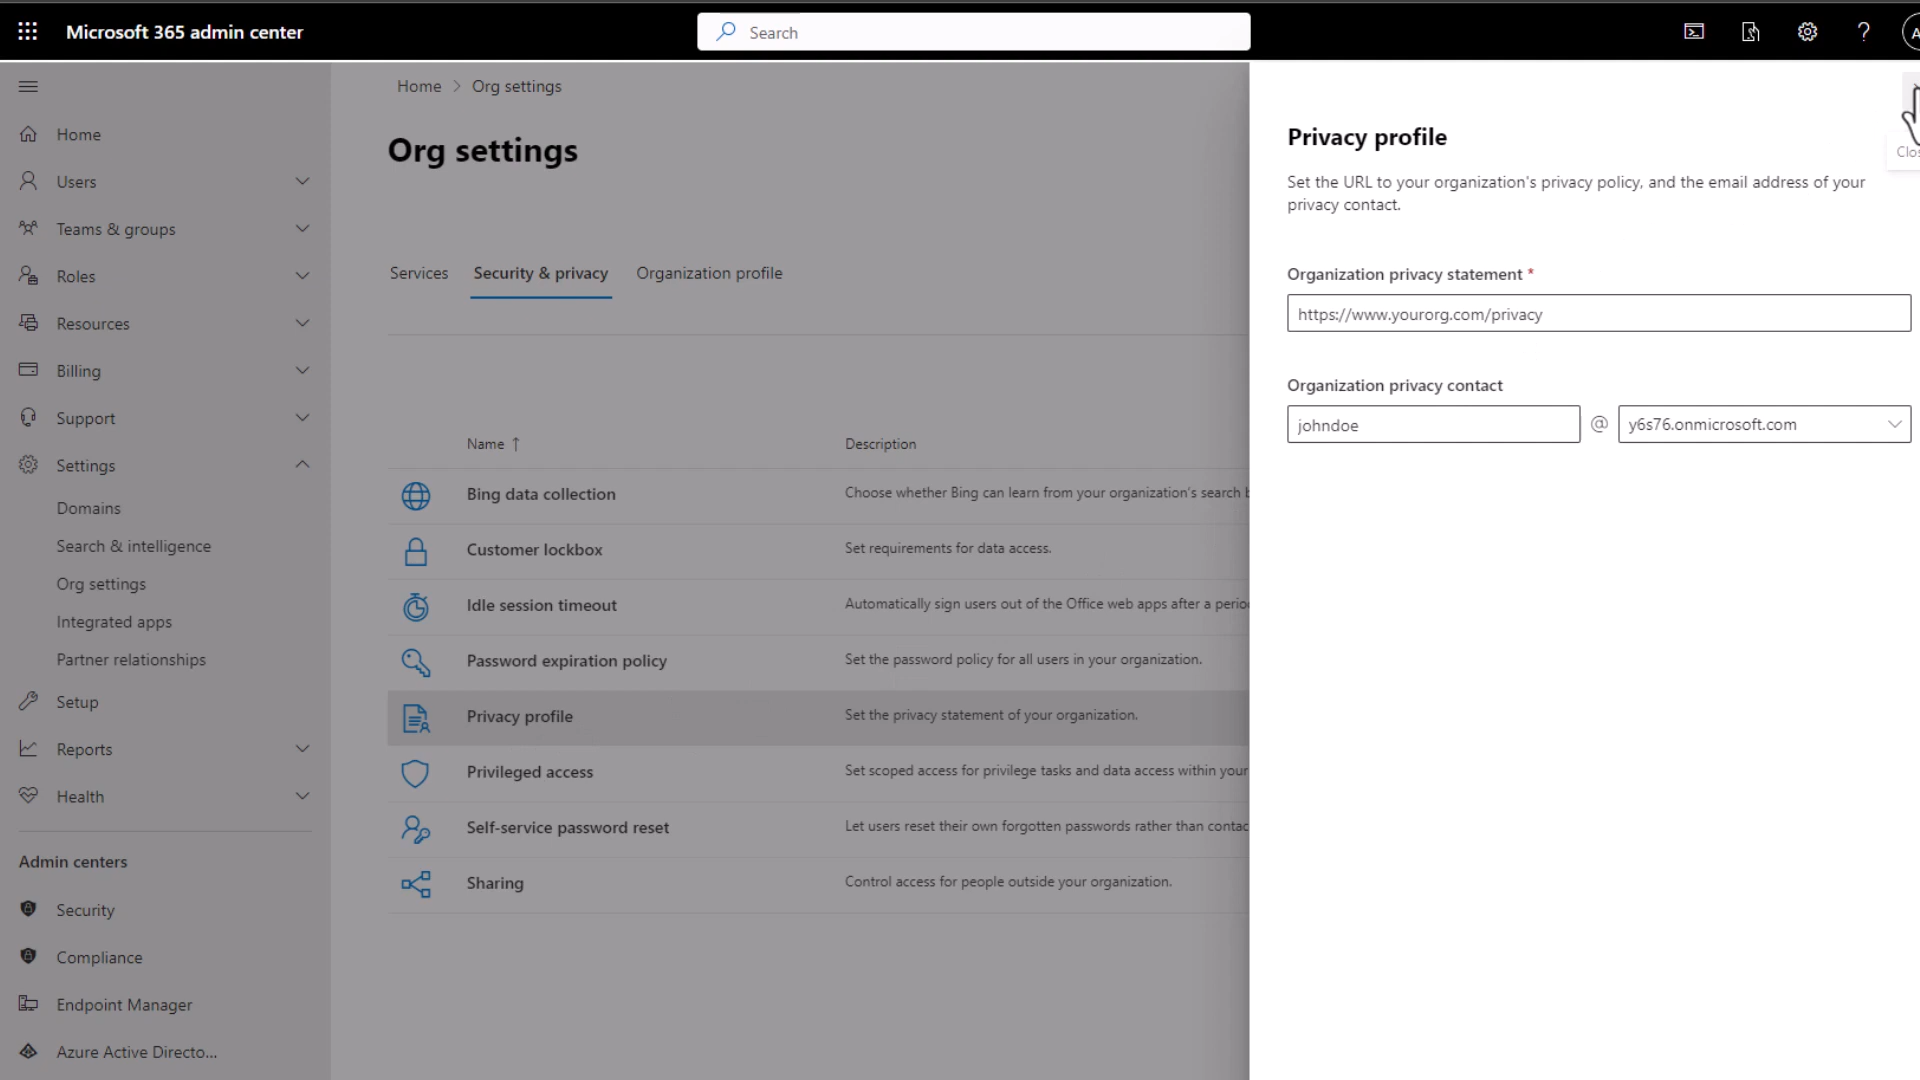 Microsoft 365 admin center
Search
Home
Users
Teams & groups
Roles
Resources
Billing
Support
Settings
Domains
Search & intelligence
Org settings
Integrated apps
Partner relationships
Setup
Reports
Health
Admin centers
Security
Compliance
Endpoint Manager
Azure Active Directo...
Home > Org settings
Org settings
Services Security & privacy Organization profile
Name ↑ Description
Bing data collection Choose whether Bing can learn from your organization's search
Customer lockbox Set requirements for data access.
Idle session timeout Automatically sign users out of the Office web apps after a
Password expiration policy Set the password policy for all users in your organization.
Privacy profile Set the privacy statement of your organization.
Privileged access Set scoped access for privilege tasks and data access within your
Self-service password reset Let users reset their own forgotten passwords rather than
Sharing Control access for people outside your organization.
Privacy profile
Set the URL to your organization's privacy policy, and the email address of your
privacy contact.
Organization privacy statement *
https://www.yourorg.com/privacy
Organization privacy contact
johndoe @ y6s76.onmicrosoft.com